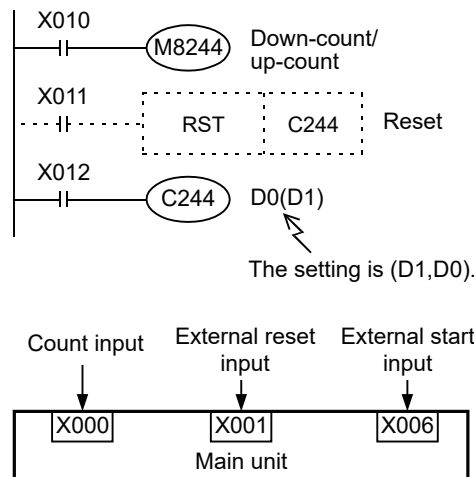 X010
M8244
Down-count/
up-count
X011
RST
C244
Reset
X012
C244
D0(D1)
The setting is (D1,D0).
Count input
External reset
input
External start
input
X000
X001
X006
Main unit